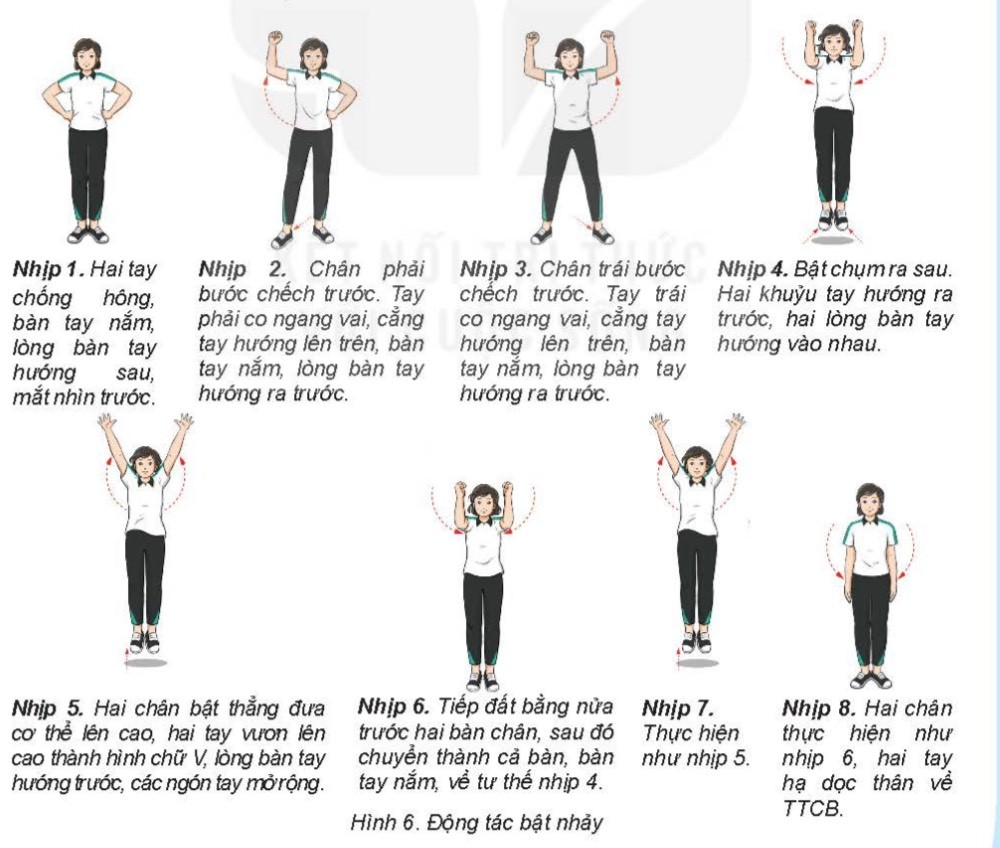 Nhịp 1. Hai tay
chống hông,
bàn tay nắm,
lòng bàn tay
hướng sau,
mắt nhìn trước.
Nhịp 2. Chân phải
bước chếch trước. Tay
phải co ngang vai, cẳng
tay hướng lên trên, bàn
tay nắm, lòng bàn tay
hướng ra trước.
Nhịp 3. Chân trái bước
chếch trước. Tay trái
co ngang vai, cẳng tay
hướng lên trên, bàn
tay nắm, lòng bàn tay
hướng ra trước.
Nhịp 4. Bật chụm ra sau.
Hai khuỷu tay hướng ra
trước, hai lòng bàn tay
hướng vào nhau.
Nhịp 5. Hai chân bật thẳng đưa
cơ thể lên cao, hai tay vươn lên
cao thành hình chữ V, lòng bàn tay
hướng trước, các ngón tay mở rộng.
Nhịp 6. Tiếp đất bằng nửa
trước hai bàn chân, sau đó
chuyển thành cả bàn, bàn
tay nắm, về tư thế nhịp 4.
Nhịp 7.
Thực hiện
như nhịp 5.
Nhịp 8. Hai chân
thực hiện như
nhịp 6, hai tay
hạ dọc thân về
TTCB.
Hình 6. Động tác bật nhảy
KẾT NỐI TRI THỨC